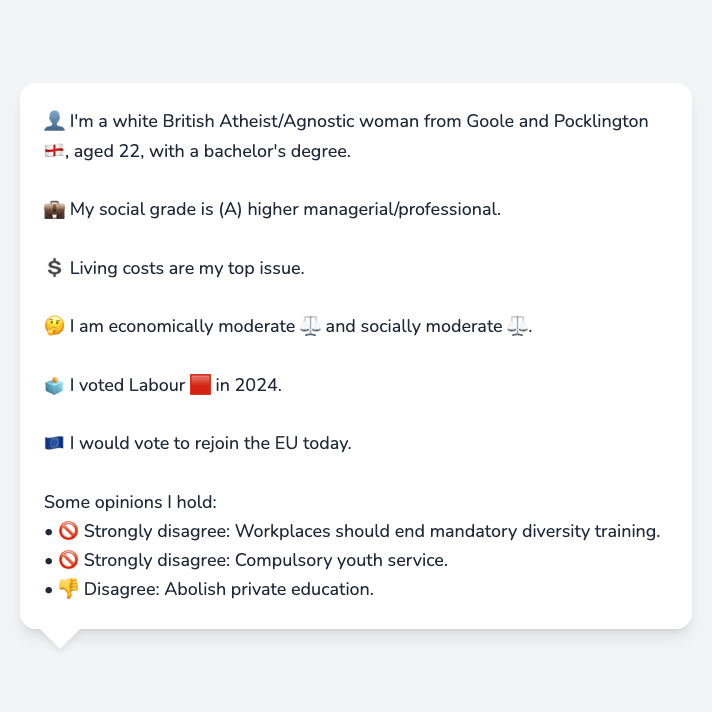 👤 I'm a white British Atheist/Agnostic woman from Goole and Pocklington
🏴󠁧󠁢󠁥󠁮󠁧󠁿, aged 22, with a bachelor's degree.
💼 My social grade is (A) higher managerial/professional.
💲 Living costs are my top issue.
🤔 I am economically moderate ⚖️ and socially moderate ⚖️.
🗳️ I voted Labour 🟥 in 2024.
🇪🇺 I would vote to rejoin the EU today.
Some opinions I hold:
• 🚫 Strongly disagree: Workplaces should end mandatory diversity training.
• 🚫 Strongly disagree: Compulsory youth service.
• 👎 Disagree: Abolish private education.